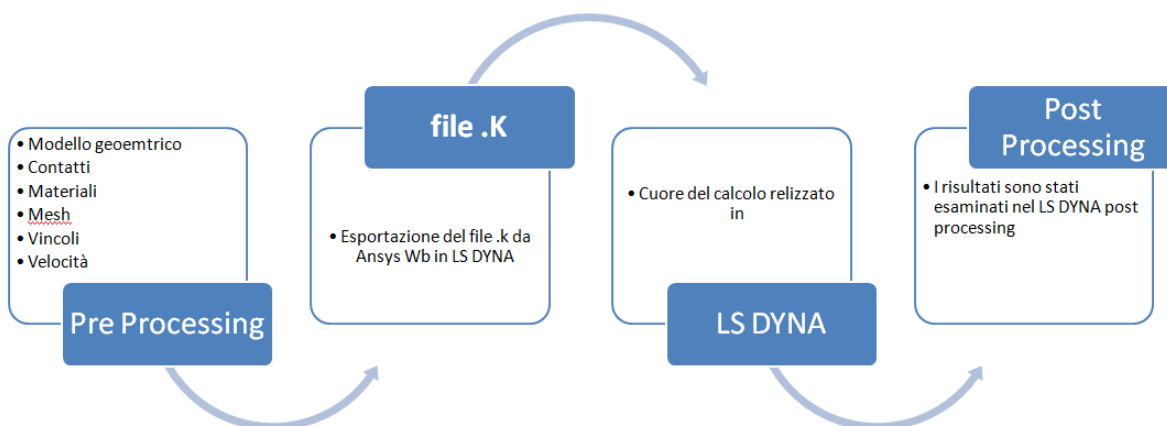 • Modello geoemtrico
• Contatti
• Materiali
• Mesh
• Vincoli
• Velocità
Pre Processing
file .K
• Esportazione del file .k da
Ansys Wb in LS DYNA
• Cuore del calcolo relizzato
in
LS DYNA
Post
Processing
• I risultati sono stati
esaminati nel LS DYNA post
processing